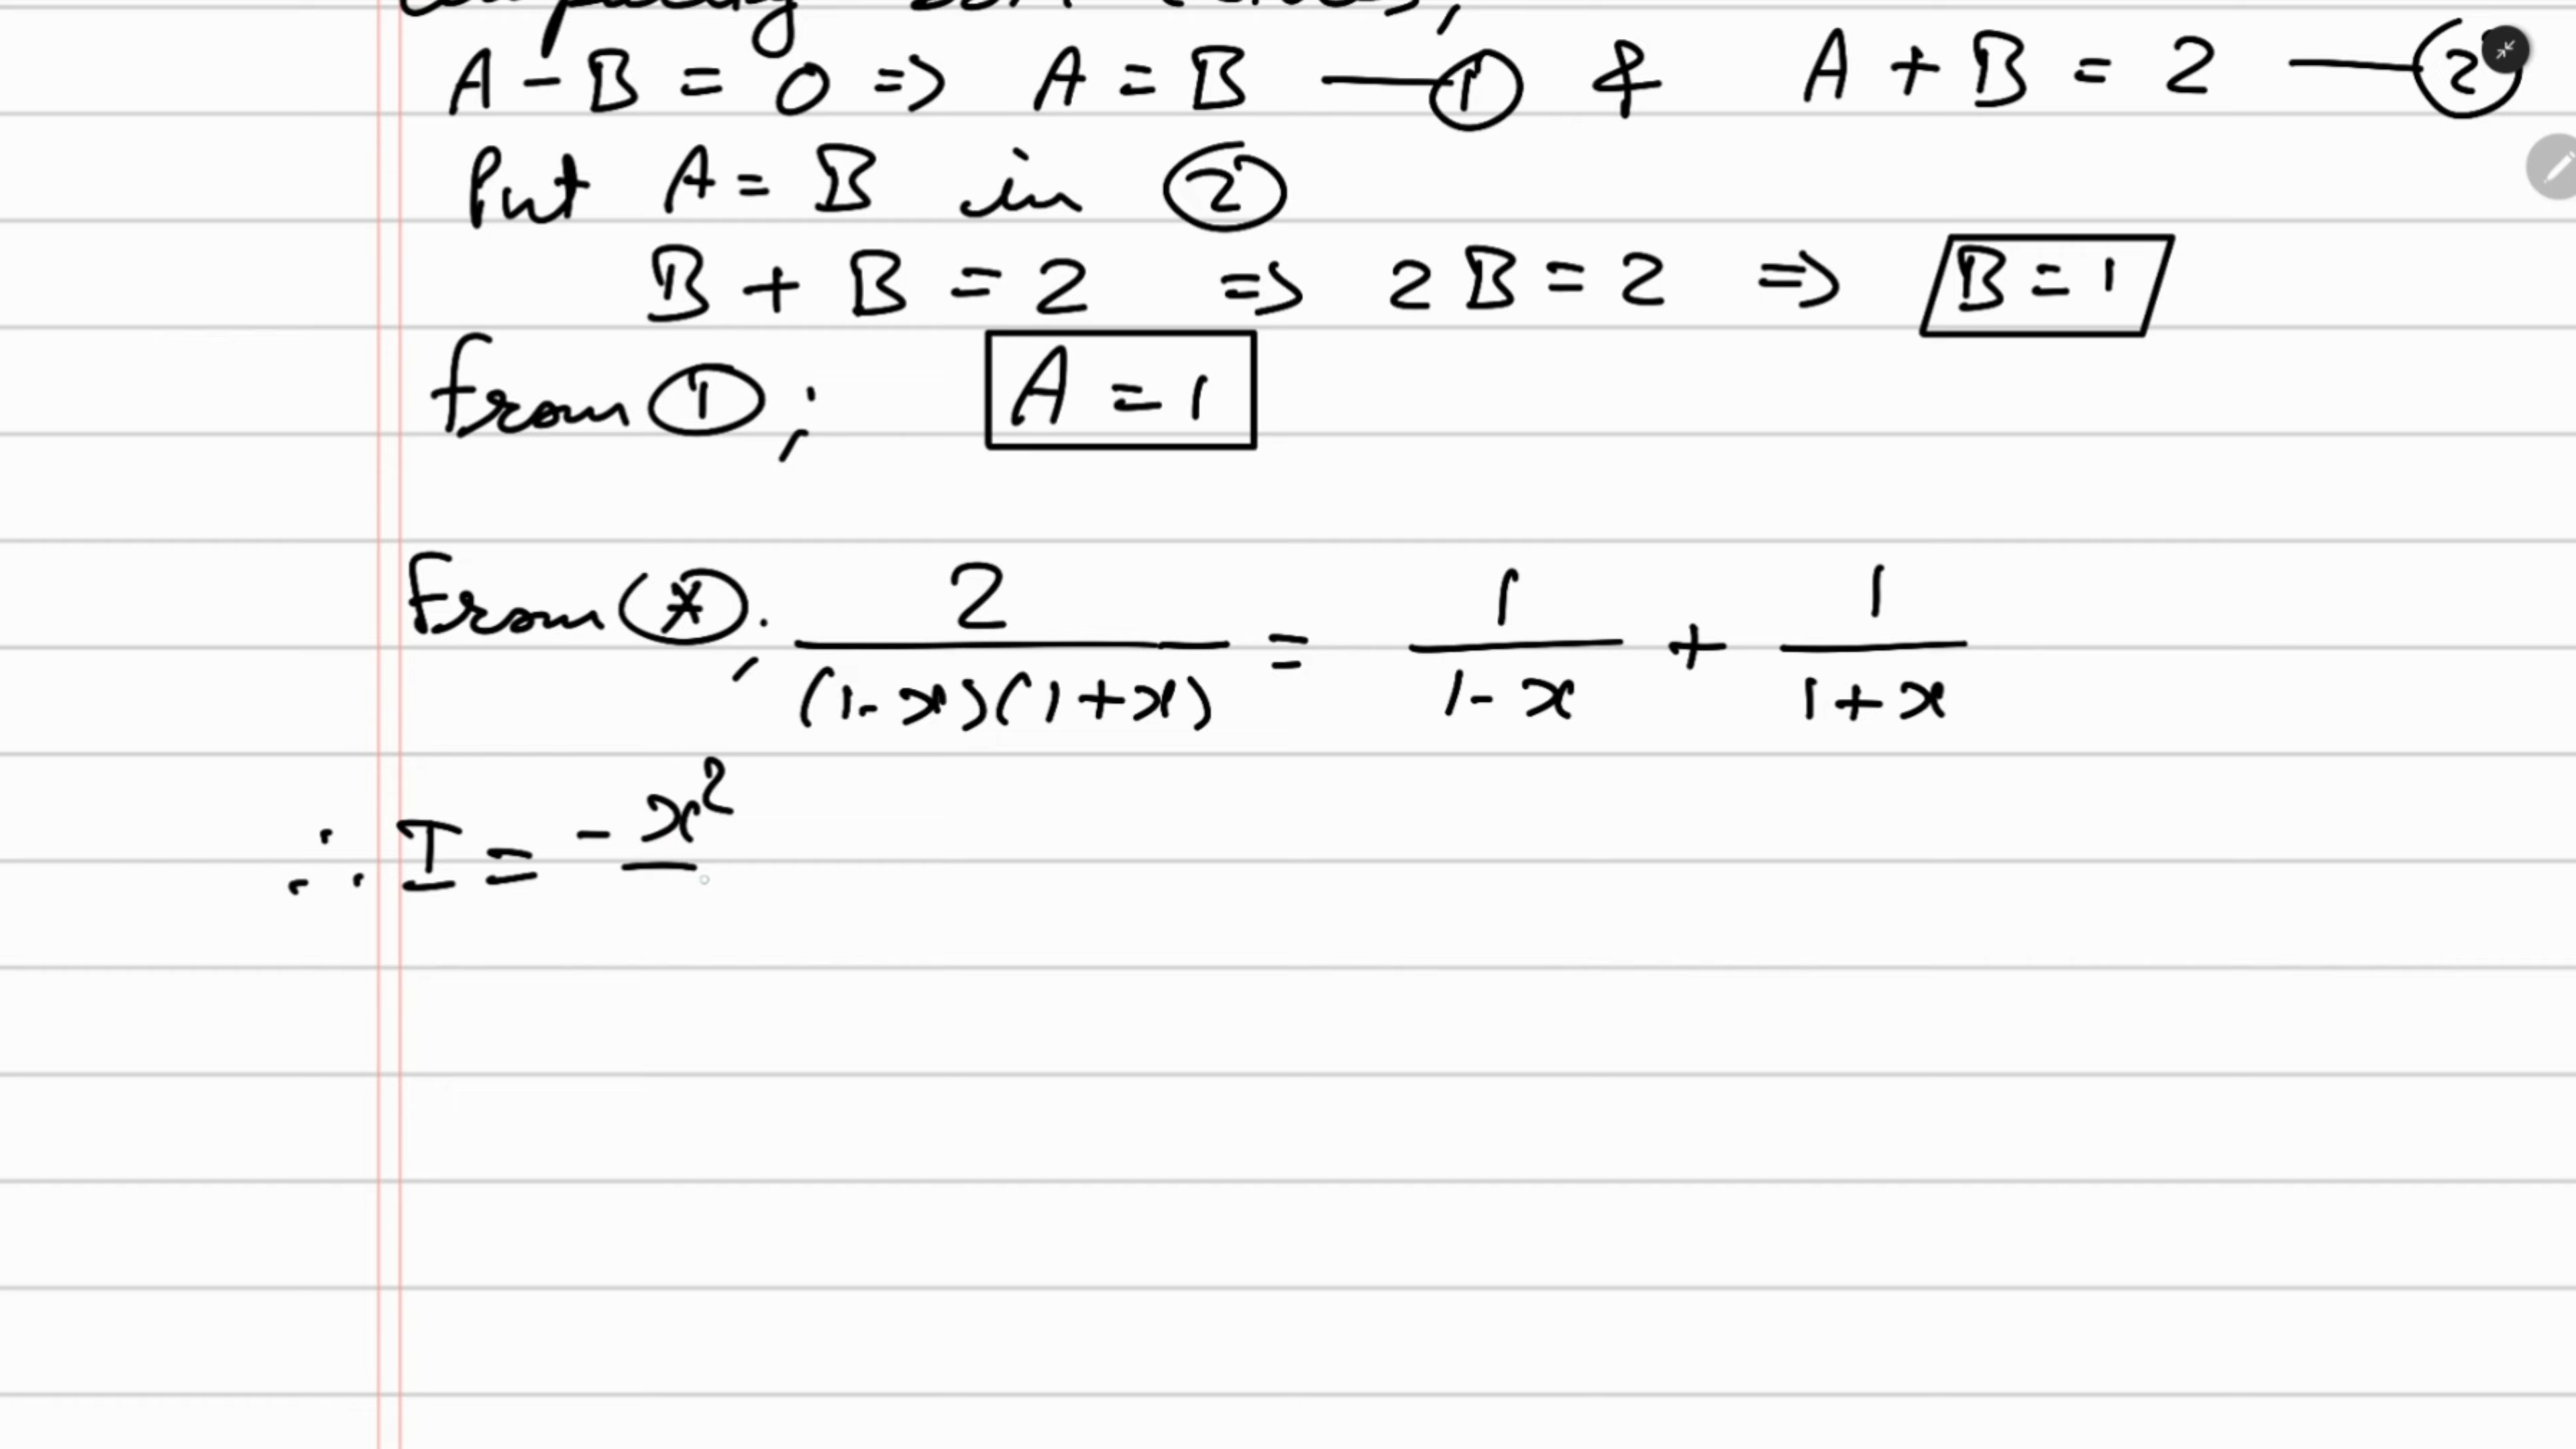 A - B = 0 => A = B —① & A + B = 2 —②
Put A = B in ②
B + B = 2 => 2B = 2 => B = 1
from ①; A = 1
From (*); 2/((1-x)(1+x)) = 1/(1-x) + 1/(1+x)
∴ I = -x²